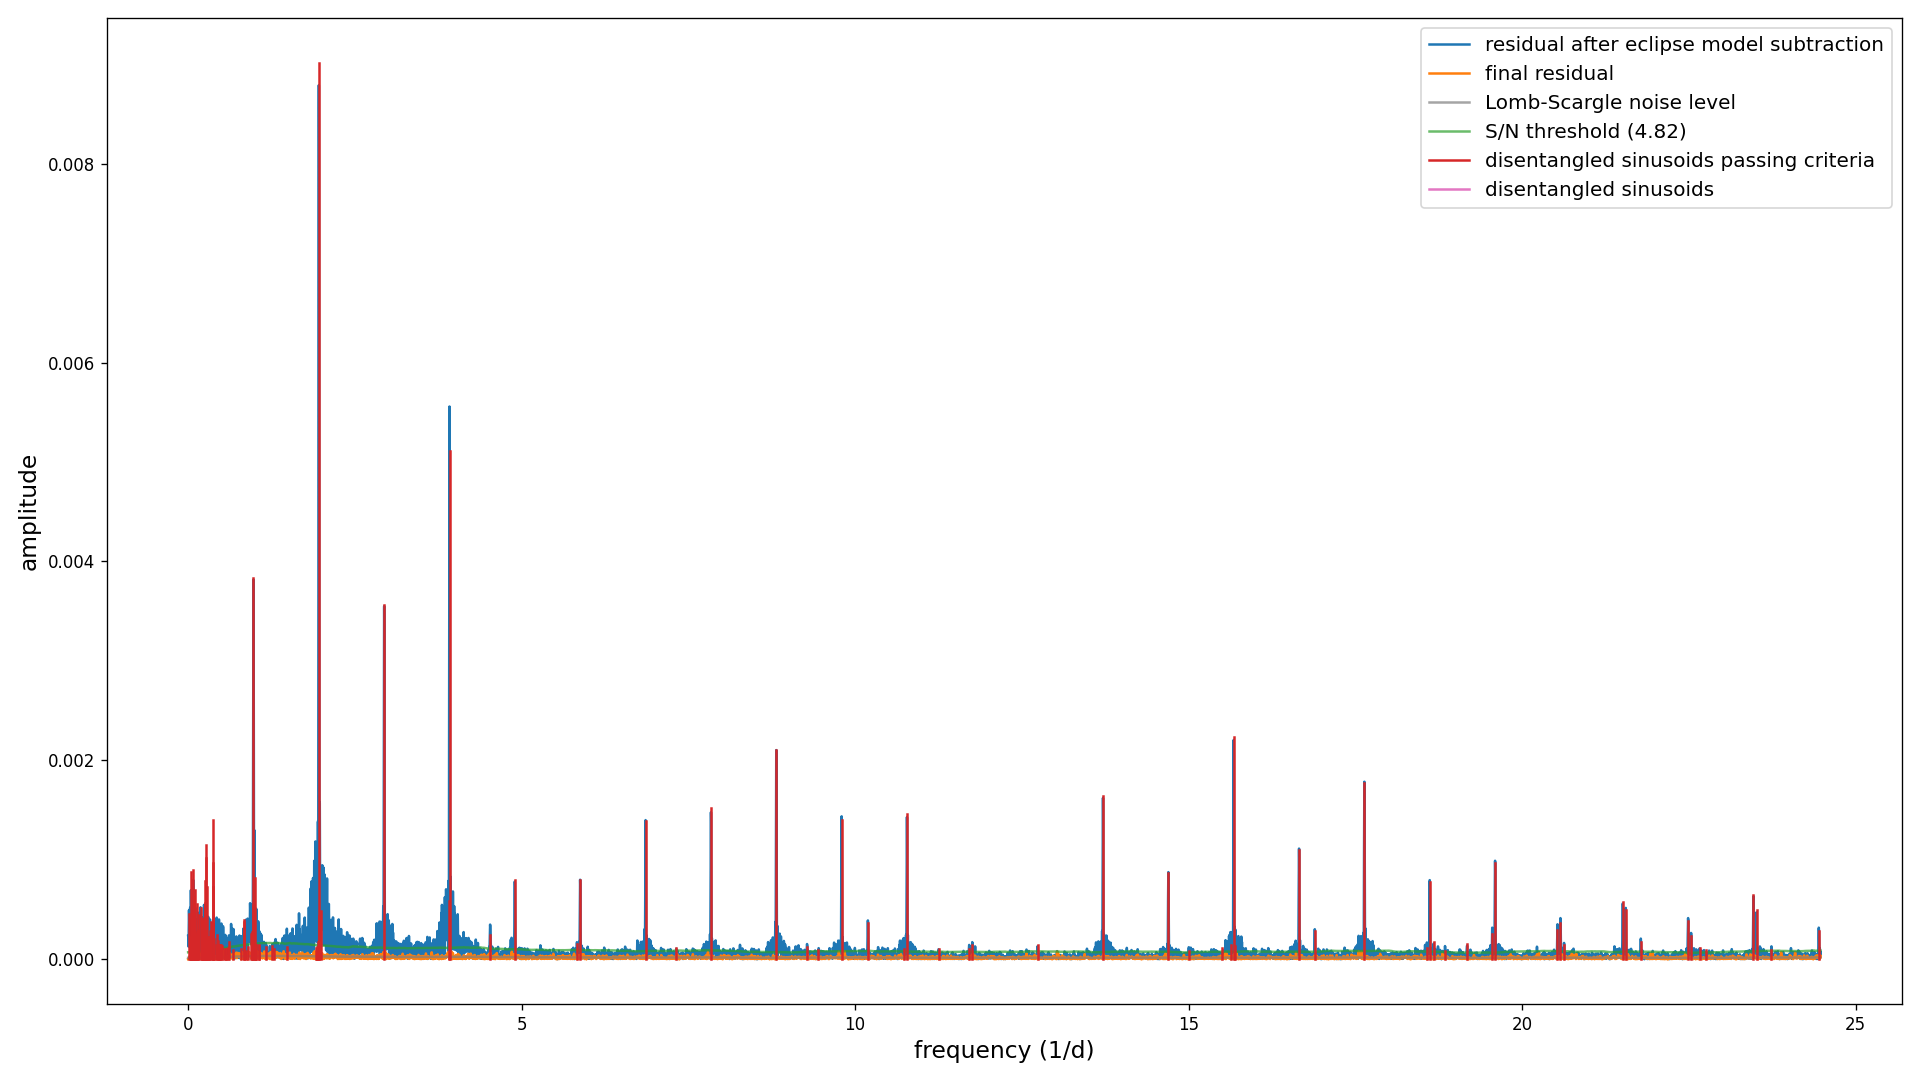 residual after eclipse model subtraction
final residual
Lomb-Scargle noise level
S/N threshold (4.82)
disentangled sinusoids passing criteria
disentangled sinusoids
amplitude
0.008
0.006
0.004
0.002
0.000
0
5
10
15
20
25
frequency (1/d)